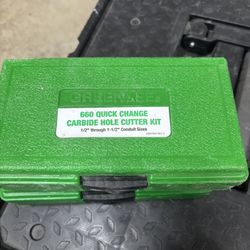 GREENLEE
660 QUICK CHANGE
CARBIDE HOLE CUTTER KIT
1/2" through 1-1/2" Conduit Sizes